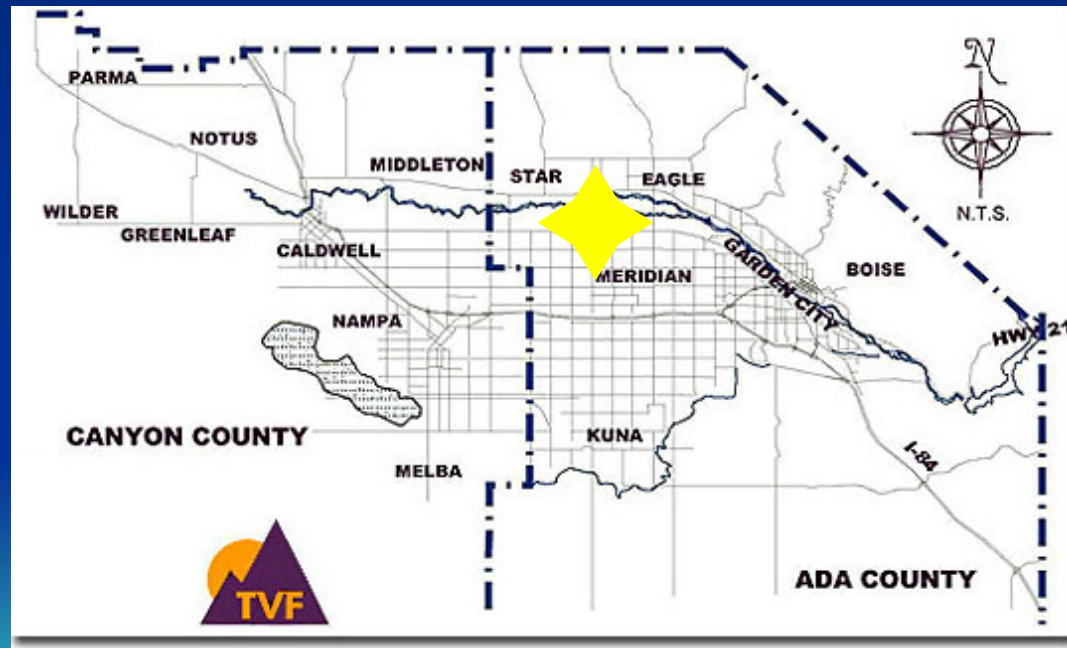 N
PARMA
NOTUS
MIDDLETON
STAR
EAGLE
N.T.S.
WILDER
GREENLEAF
CALDWELL
MERIDIAN
GARDEN CITY
BOISE
NAMPA
HWY 21
CANYON COUNTY
KUNA
MELBA
I-84
ADA COUNTY
TVF